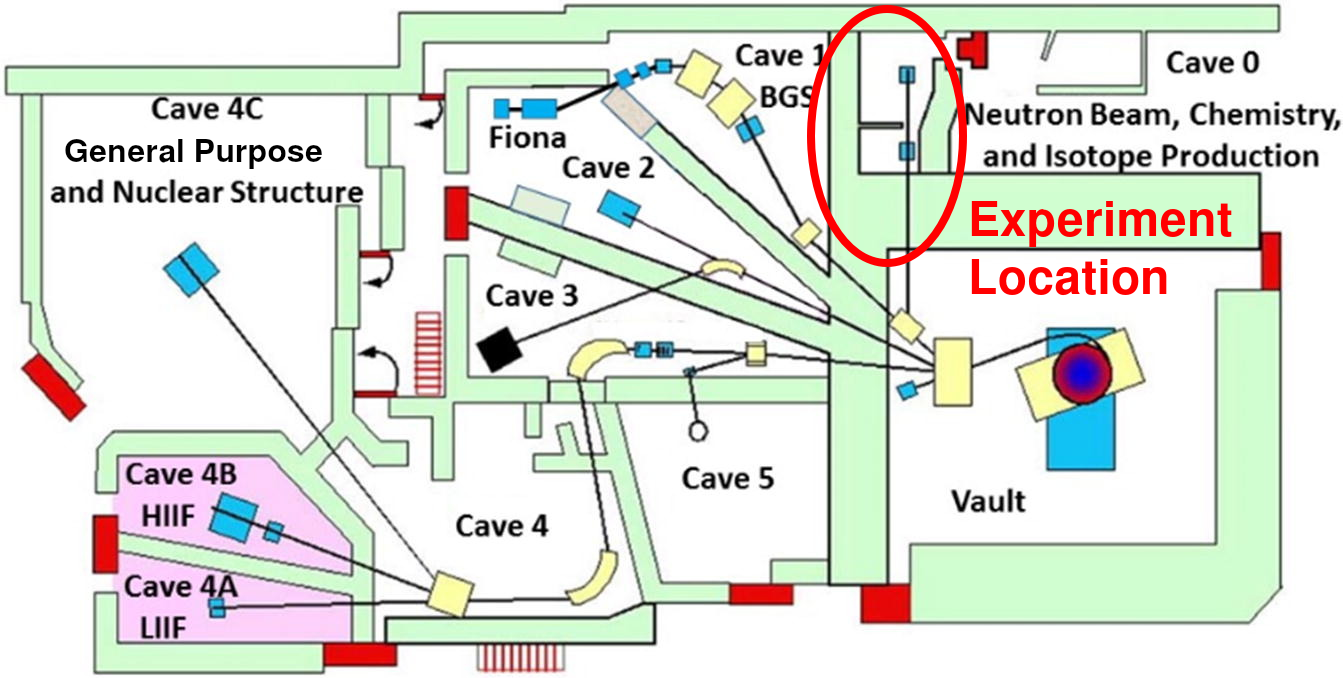 Cave 4C
General Purpose
and Nuclear Structure
Fiona
Cave 1
BGS
Cave 2
Cave 0
Neutron Beam, Chemistry,
and Isotope Production
Experiment
Location
Cave 3
Cave 4B
HIIF
Cave 4A
LIIF
Cave 4
Cave 5
Vault